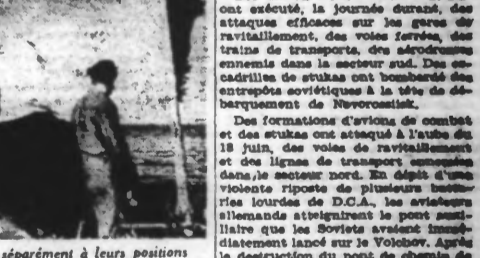 ont exécuté, la journée durant, des
attaques efficaces sur les gares de
ravitaillement, des voies ferrées, des
trains de transports, des aérodromes
ennemis dans la secteur sud. Des es-
cadrilles de stukas ont bombardé des
entrepôts soviétiques à la tête de dé-
barquement de Novorossiisk.
Des formations d'avions de combat
et des stukas ont attaqué à l'aube du
18 juin, des voies de ravitaillement
et des lignes de transport ennemies
dans le secteur nord. En dépit d'une
violente riposte de plusieurs batte-
ries lourdes de D.C.A., les aviateurs
allemands atteignirent le pont auxi-
liaire que les Soviets avaient immé-
diatement lancé sur le Volchov. Après
la destruction du pont de chemin de
séparément à leurs positions